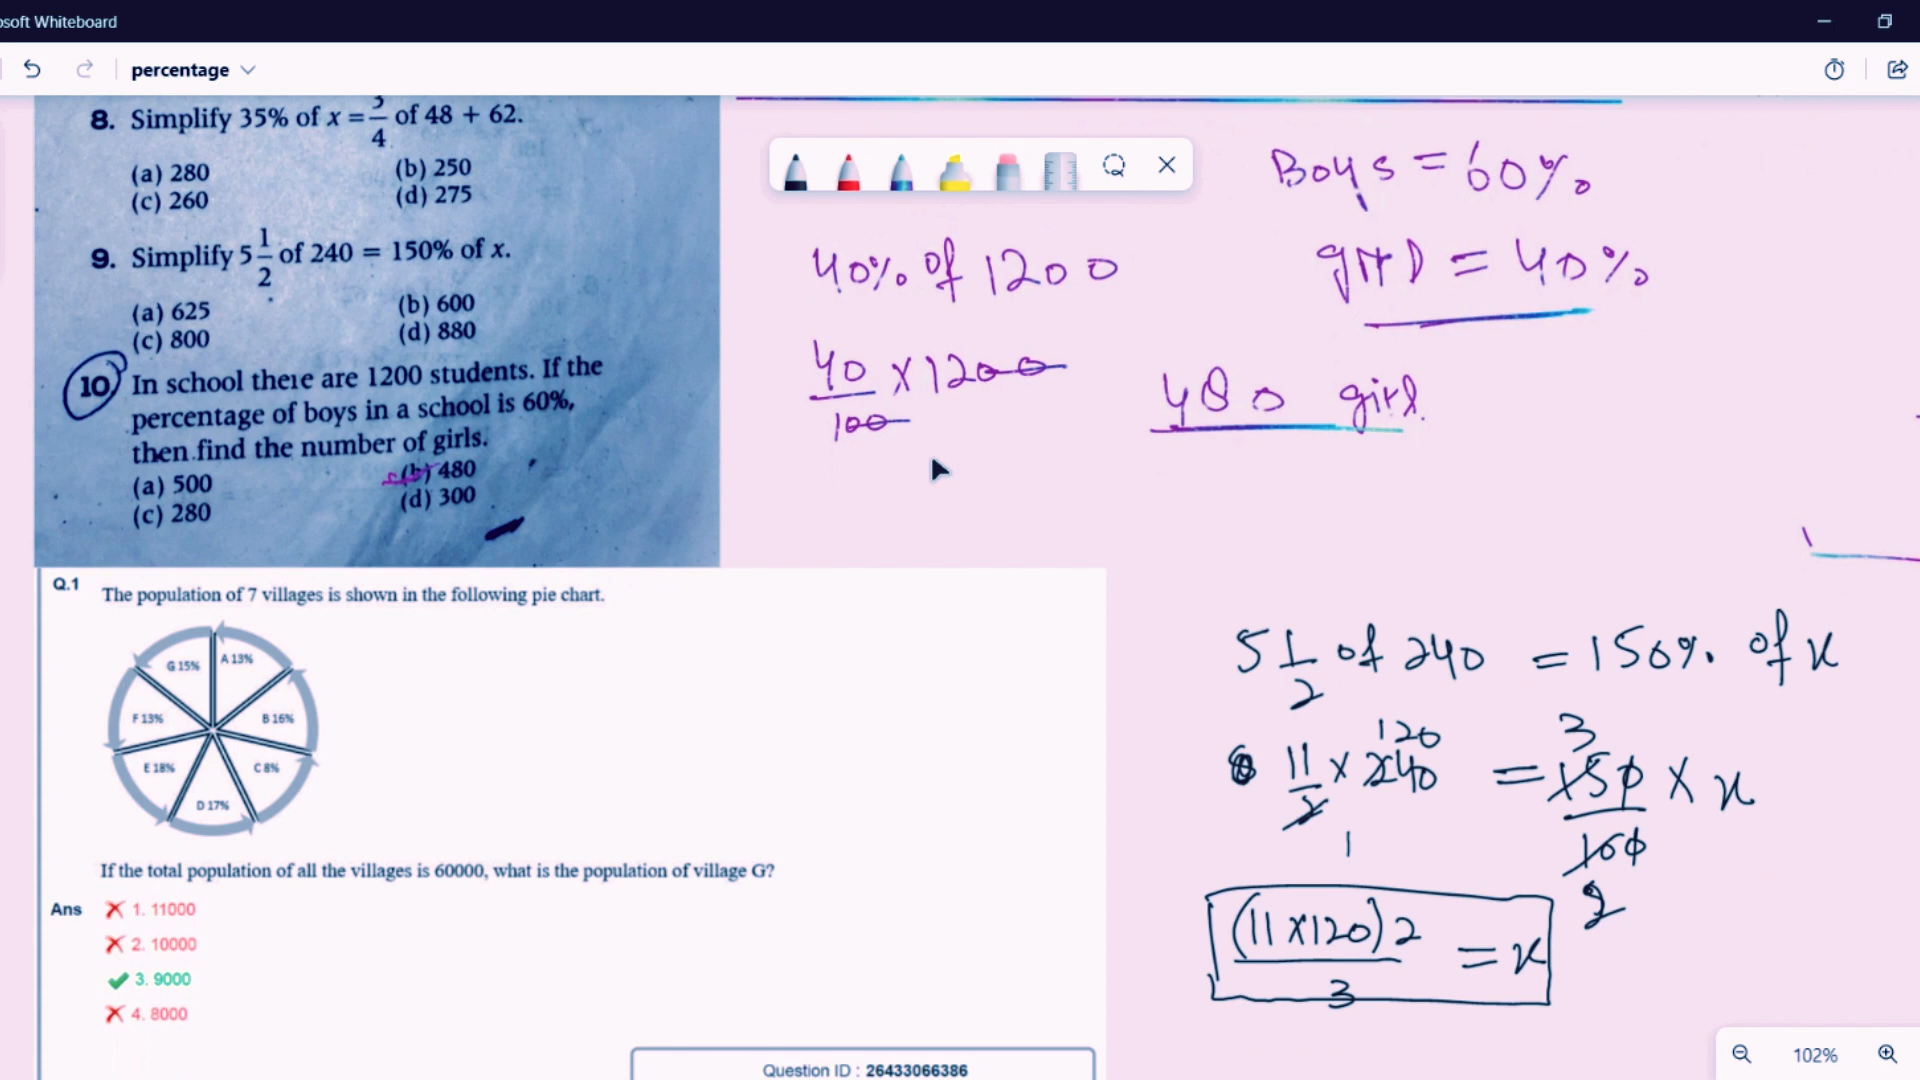 osoft Whiteboard
percentage
8. Simplify 35% of x = 3/4 of 48 + 62.
(a) 280 (b) 250
(c) 260 (d) 275
9. Simplify 5 1/2 of 240 = 150% of x.
(a) 625 (b) 600
(c) 800 (d) 880
10 In school there are 1200 students. If the
percentage of boys in a school is 60%,
then find the number of girls.
(a) 500 (b) 480
(c) 280 (d) 300
Boys = 60%
girl = 40%
40% of 1200
40/100 x 1200
480 girl
Q.1 The population of 7 villages is shown in the following pie chart.
G 15% A 13%
F 13% B 16%
E 18% C 8%
D 17%
If the total population of all the villages is 60000, what is the population of village G?
Ans 1. 11000
2. 10000
3. 9000
4. 8000
Question ID : 26433066386
5 1/2 of 240 = 150% of x
120 3
11/2 x 240 = 150/100 x x
1 2
(11 x 120) 2 / 3 = x
102%